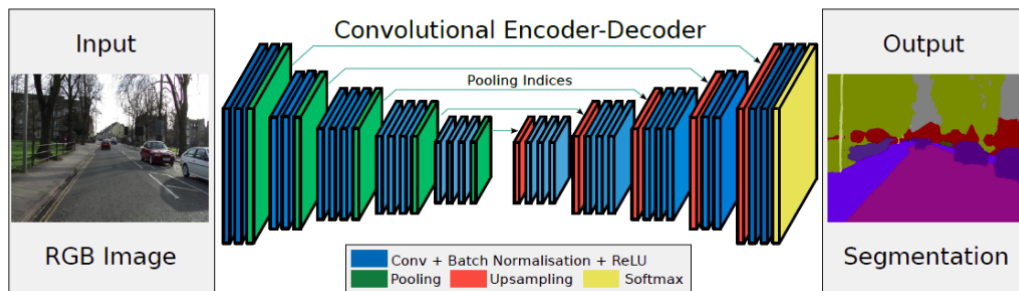 Input
RGB Image
Convolutional Encoder-Decoder
Pooling Indices
Conv + Batch Normalisation + ReLU
Pooling Upsampling Softmax
Output
Segmentation